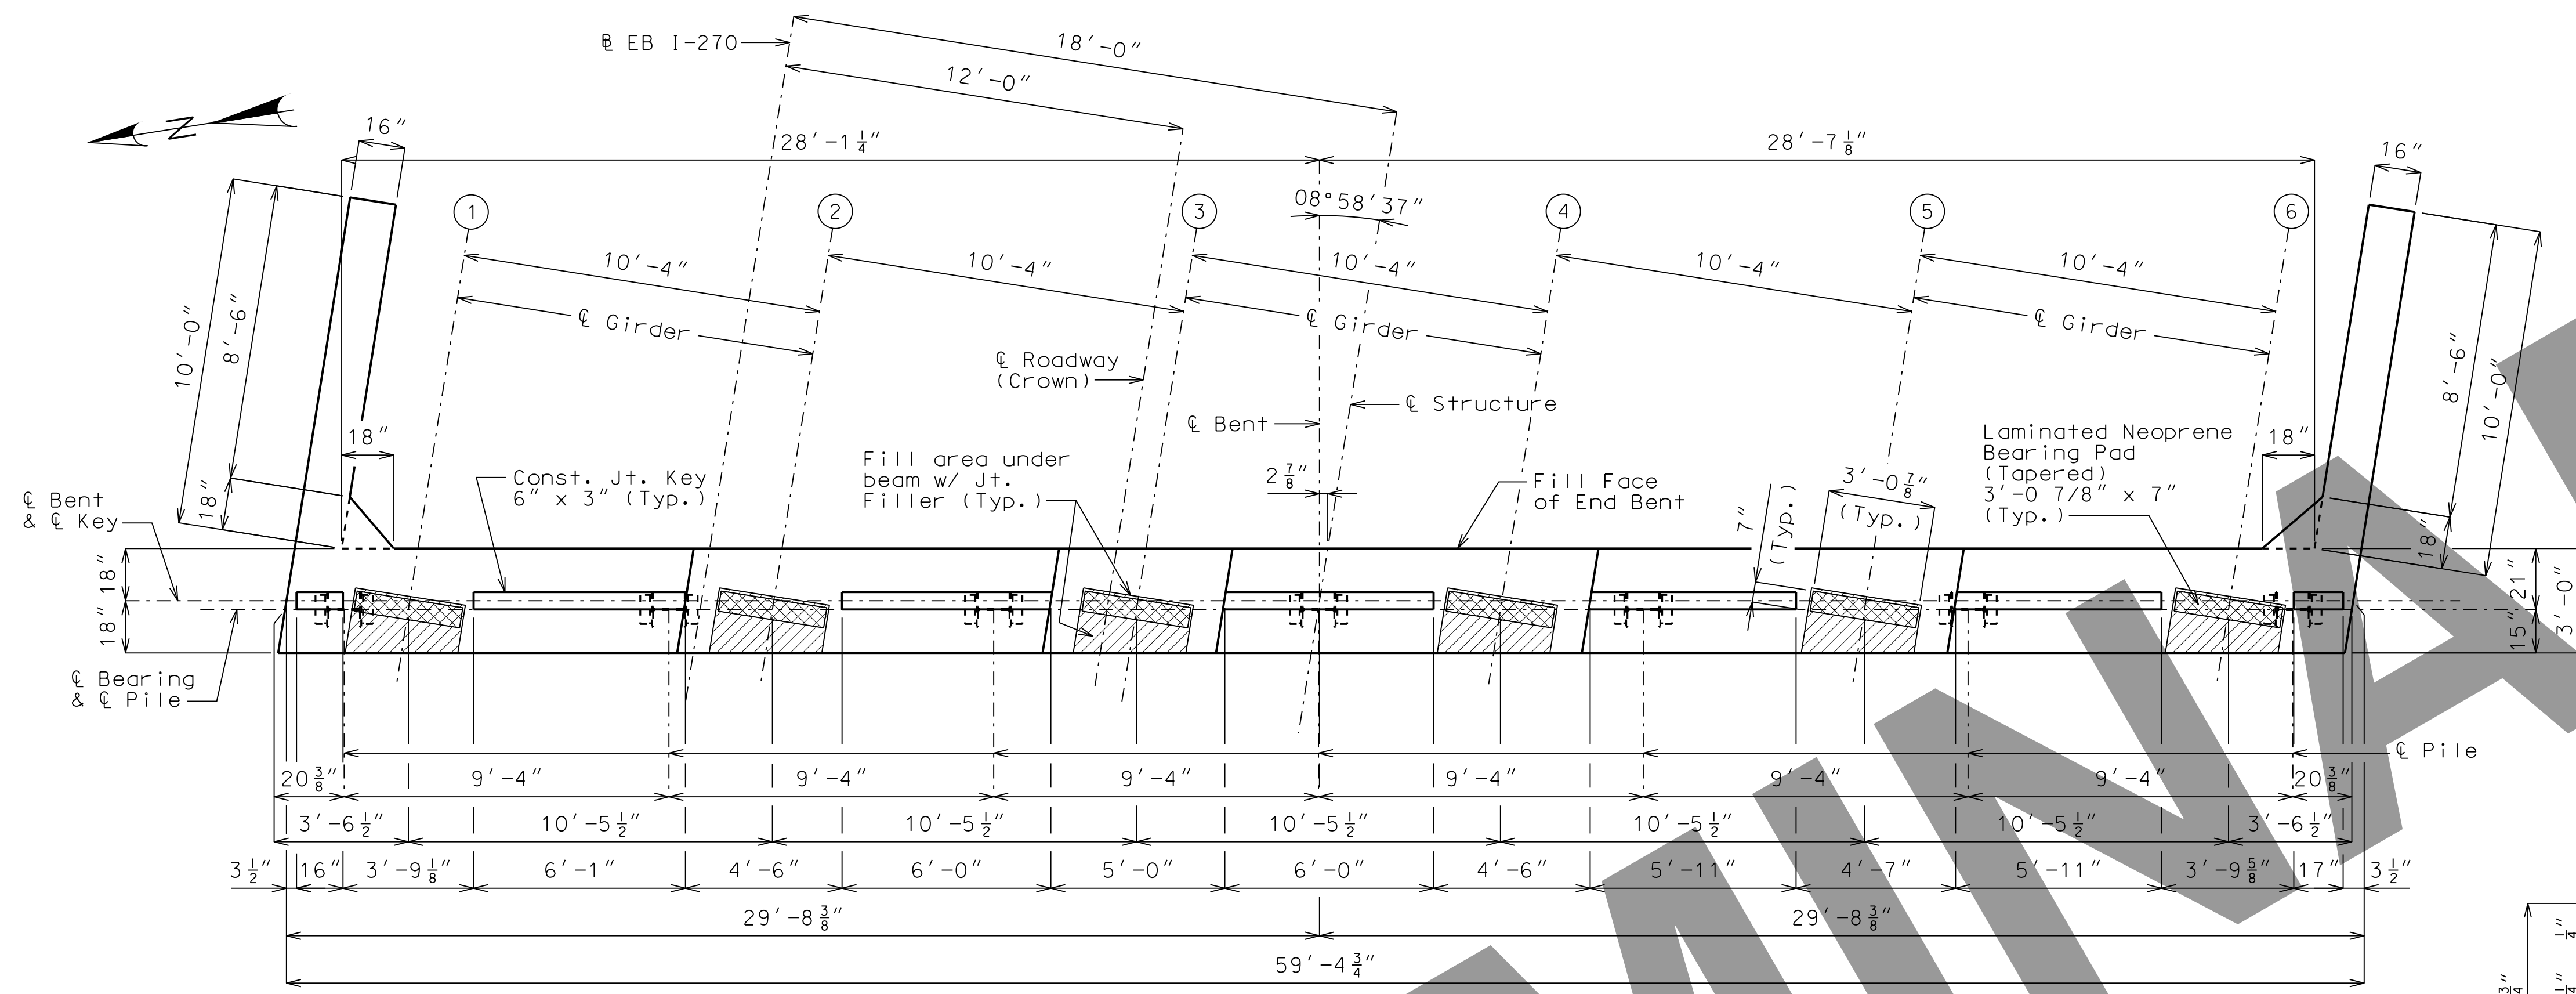 ℄ EB I-270
18'-0"
12'-0"
N
16"
28'-1 1/4"
28'-7 1/8"
16"
08°58'37"
1
2
3
4
5
6
10'-4"
10'-4"
10'-4"
10'-4"
10'-4"
℄ Girder
℄ Girder
℄ Girder
10'-0"
8'-6"
18"
18"
℄ Roadway
(Crown)
℄ Structure
℄ Bent
2 7/8"
Const. Jt. Key
6" x 3" (Typ.)
Fill area under
beam w/ Jt.
Filler (Typ.)
Fill Face
of End Bent
7"
(Typ.)
3'-0 7/8"
(Typ.)
Laminated Neoprene
Bearing Pad
(Tapered)
3'-0 7/8" x 7"
(Typ.)
18"
8'-6"
10'-0"
18"
℄ Bent
& ℄ Key
18"
18"
℄ Bearing
& ℄ Pile
21"
15"
3'-0"
℄ Pile
20 3/8" 9'-4" 9'-4" 9'-4" 9'-4" 9'-4" 9'-4" 20 3/8"
3'-6 1/2" 10'-5 1/2" 10'-5 1/2" 10'-5 1/2" 10'-5 1/2" 10'-5 1/2" 3'-6 1/2"
3 1/2" 16" 3'-9 1/8" 6'-1" 4'-6" 6'-0" 5'-0" 6'-0" 4'-6" 5'-11" 4'-7" 5'-11" 3'-9 5/8" 17" 3 1/2"
29'-8 3/8" 29'-8 3/8"
59'-4 3/4"